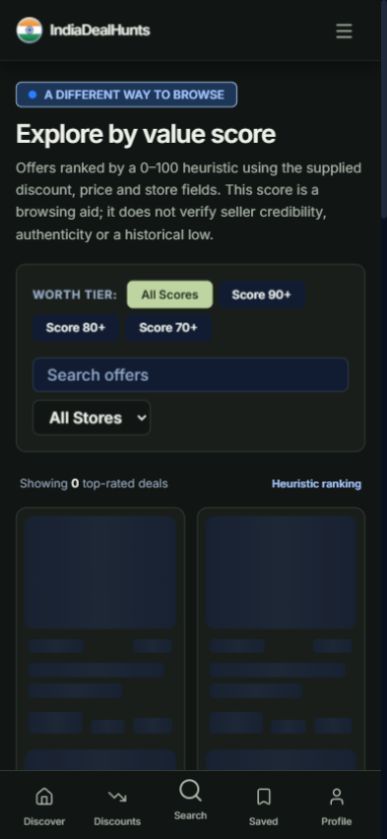 IndiaDealHunts
A DIFFERENT WAY TO BROWSE
Explore by value score
Offers ranked by a 0–100 heuristic using the supplied
discount, price and store fields. This score is a
browsing aid; it does not verify seller credibility,
authenticity or a historical low.
WORTH TIER: All Scores Score 90+
Score 80+ Score 70+
Search offers
All Stores
Showing 0 top-rated deals Heuristic ranking
Discover Discounts Search Saved Profile